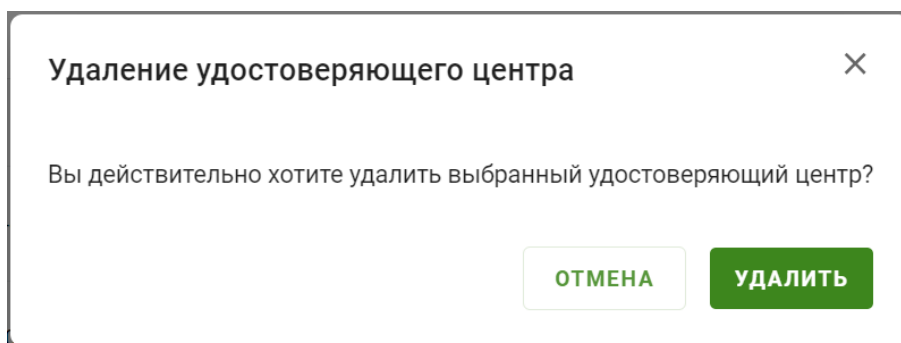 Удаление удостоверяющего центра
Вы действительно хотите удалить выбранный удостоверяющий центр?
ОТМЕНА УДАЛИТЬ